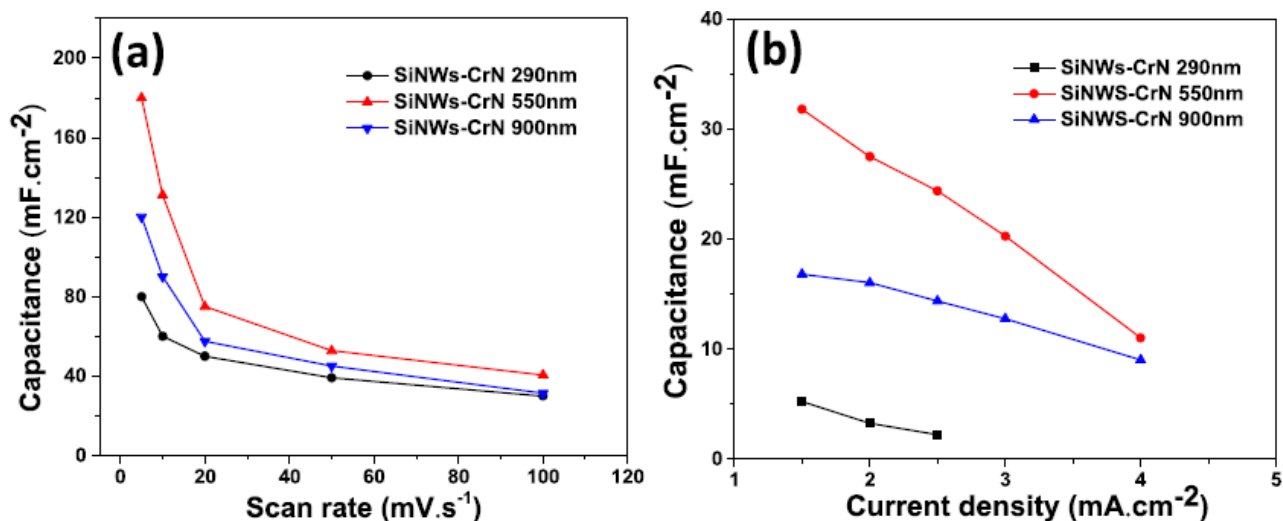 (a)
SiNWs-CrN 290nm
SiNWs-CrN 550nm
SiNWs-CrN 900nm
Capacitance (mF.cm-2)
200
160
120
80
40
0
0 20 40 60 80 100 120
Scan rate (mV.s-1)
(b)
SiNWs-CrN 290nm
SiNWS-CrN 550nm
SiNWS-CrN 900nm
Capacitance (mF.cm-2)
40
30
20
10
0
1 2 3 4 5
Current density (mA.cm-2)